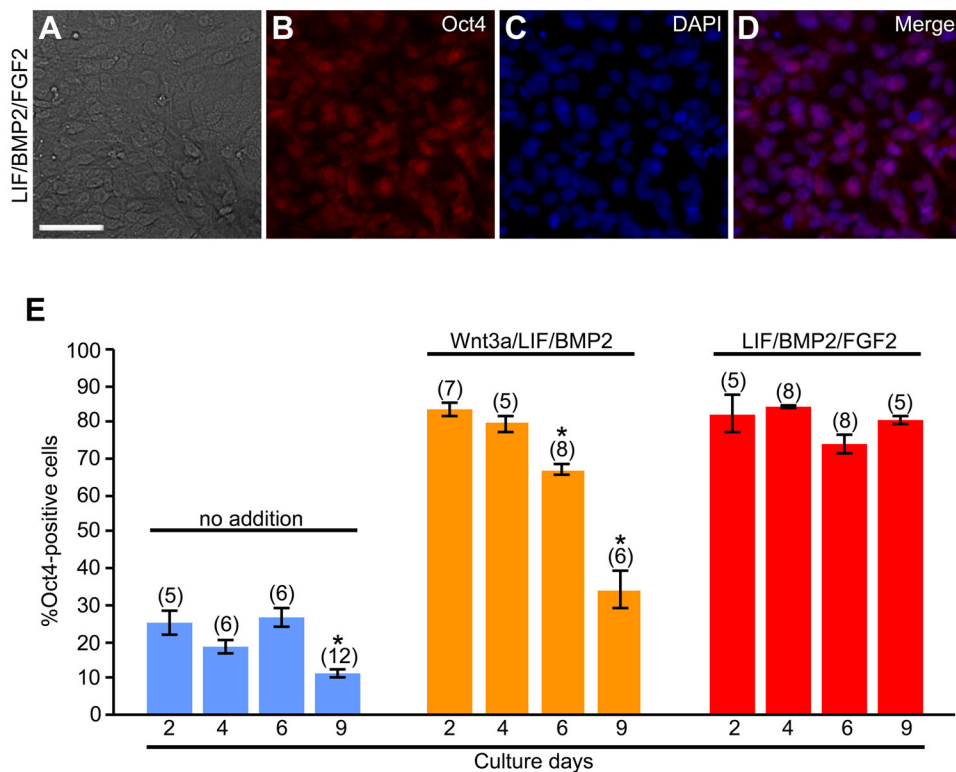 A
B
Oct4
C
DAPI
D
Merge
LIF/BMP2/FGF2
E
%Oct4-positive cells
100
90
80
70
60
50
40
30
20
10
0
no addition
(5)
(6)
(6)
*
(12)
2 4 6 9
Wnt3a/LIF/BMP2
(7)
(5)
*
(8)
*
(6)
2 4 6 9
LIF/BMP2/FGF2
(5)
(8)
(8)
(5)
2 4 6 9
Culture days